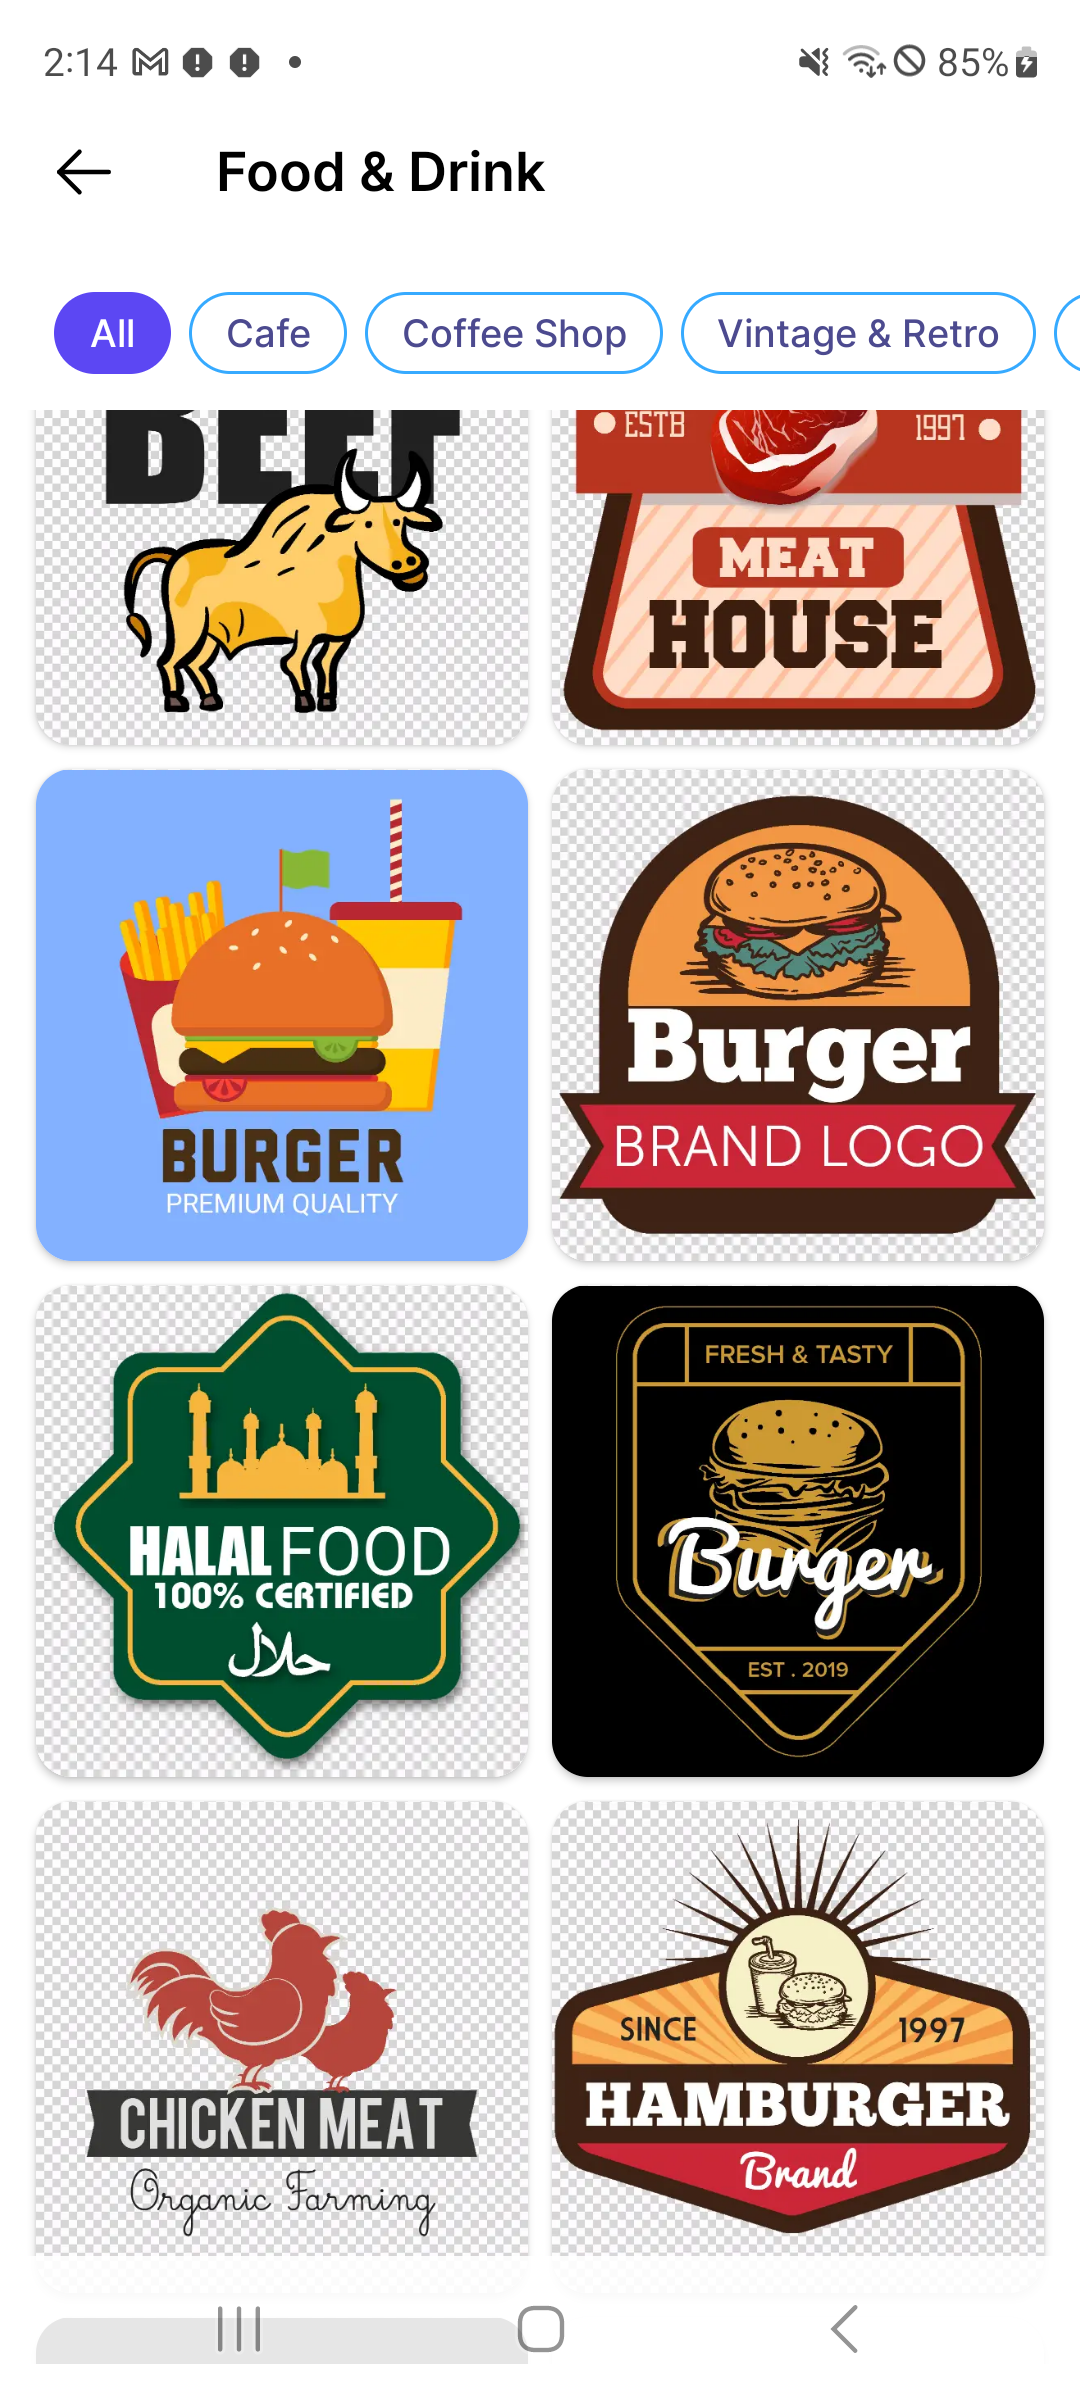 2:14
85%
Food & Drink
All
Cafe
Coffee Shop
Vintage & Retro
BEEF
ESTB 1997
MEAT
HOUSE
BURGER
PREMIUM QUALITY
Burger
BRAND LOGO
HALAL FOOD
100% CERTIFIED
حلال
FRESH & TASTY
Burger
EST . 2019
CHICKEN MEAT
Organic Farming
SINCE 1997
HAMBURGER
Brand